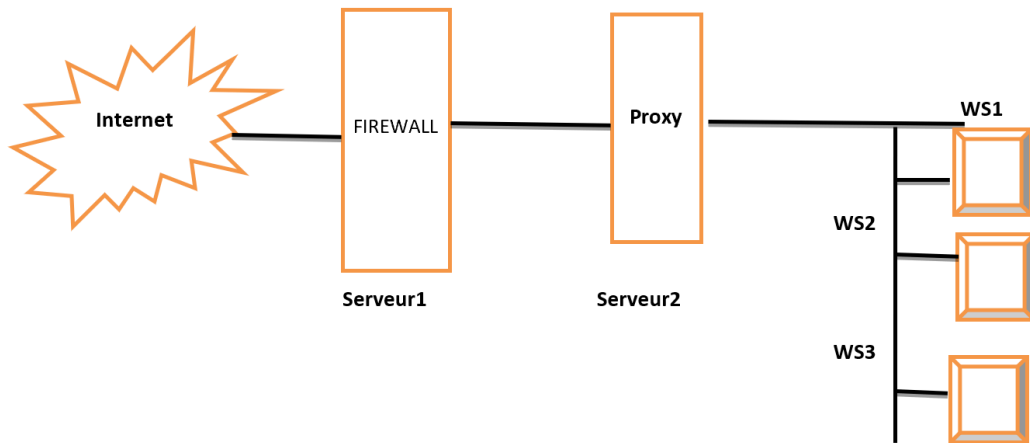 Internet
FIREWALL
Proxy
WS1
WS2
Serveur1
Serveur2
WS3